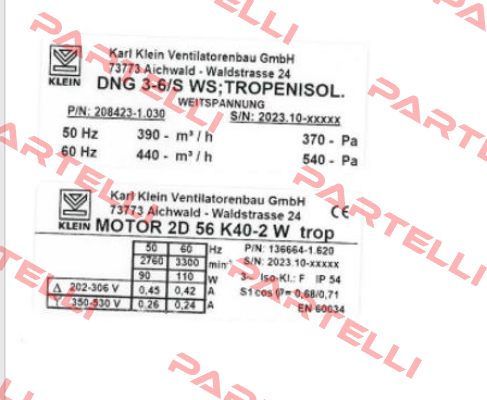 Karl Klein Ventilatorenbau GmbH
73773 Aichwald - Waldstrasse 24
KLEIN
DNG 3-6/S WS;TROPENISOL.
WEITSPANNUNG
P/N: 208423-1.030 S/N: 2023.10-xxxxx
50 Hz 390 - m³ / h 370 - Pa
60 Hz 440 - m³ / h 540 - Pa
Karl Klein Ventilatorenbau GmbH
73773 Aichwald - Waldstrasse 24 CE
KLEIN MOTOR 2D 56 K40-2 W trop
50 60 Hz P/N: 136664-1.620
2760 3300 min⁻¹ S/N: 2023.10-xxxxx
90 110 W 3~ Iso-Kl.: F IP 54
Δ 202-306 V 0,45 0,42 A S1 cos φ= 0,68/0,71
Y 350-530 V 0,26 0,24 A EN 60034
PARTELLI
PARTELLI
PARTELLI
PARTELLI